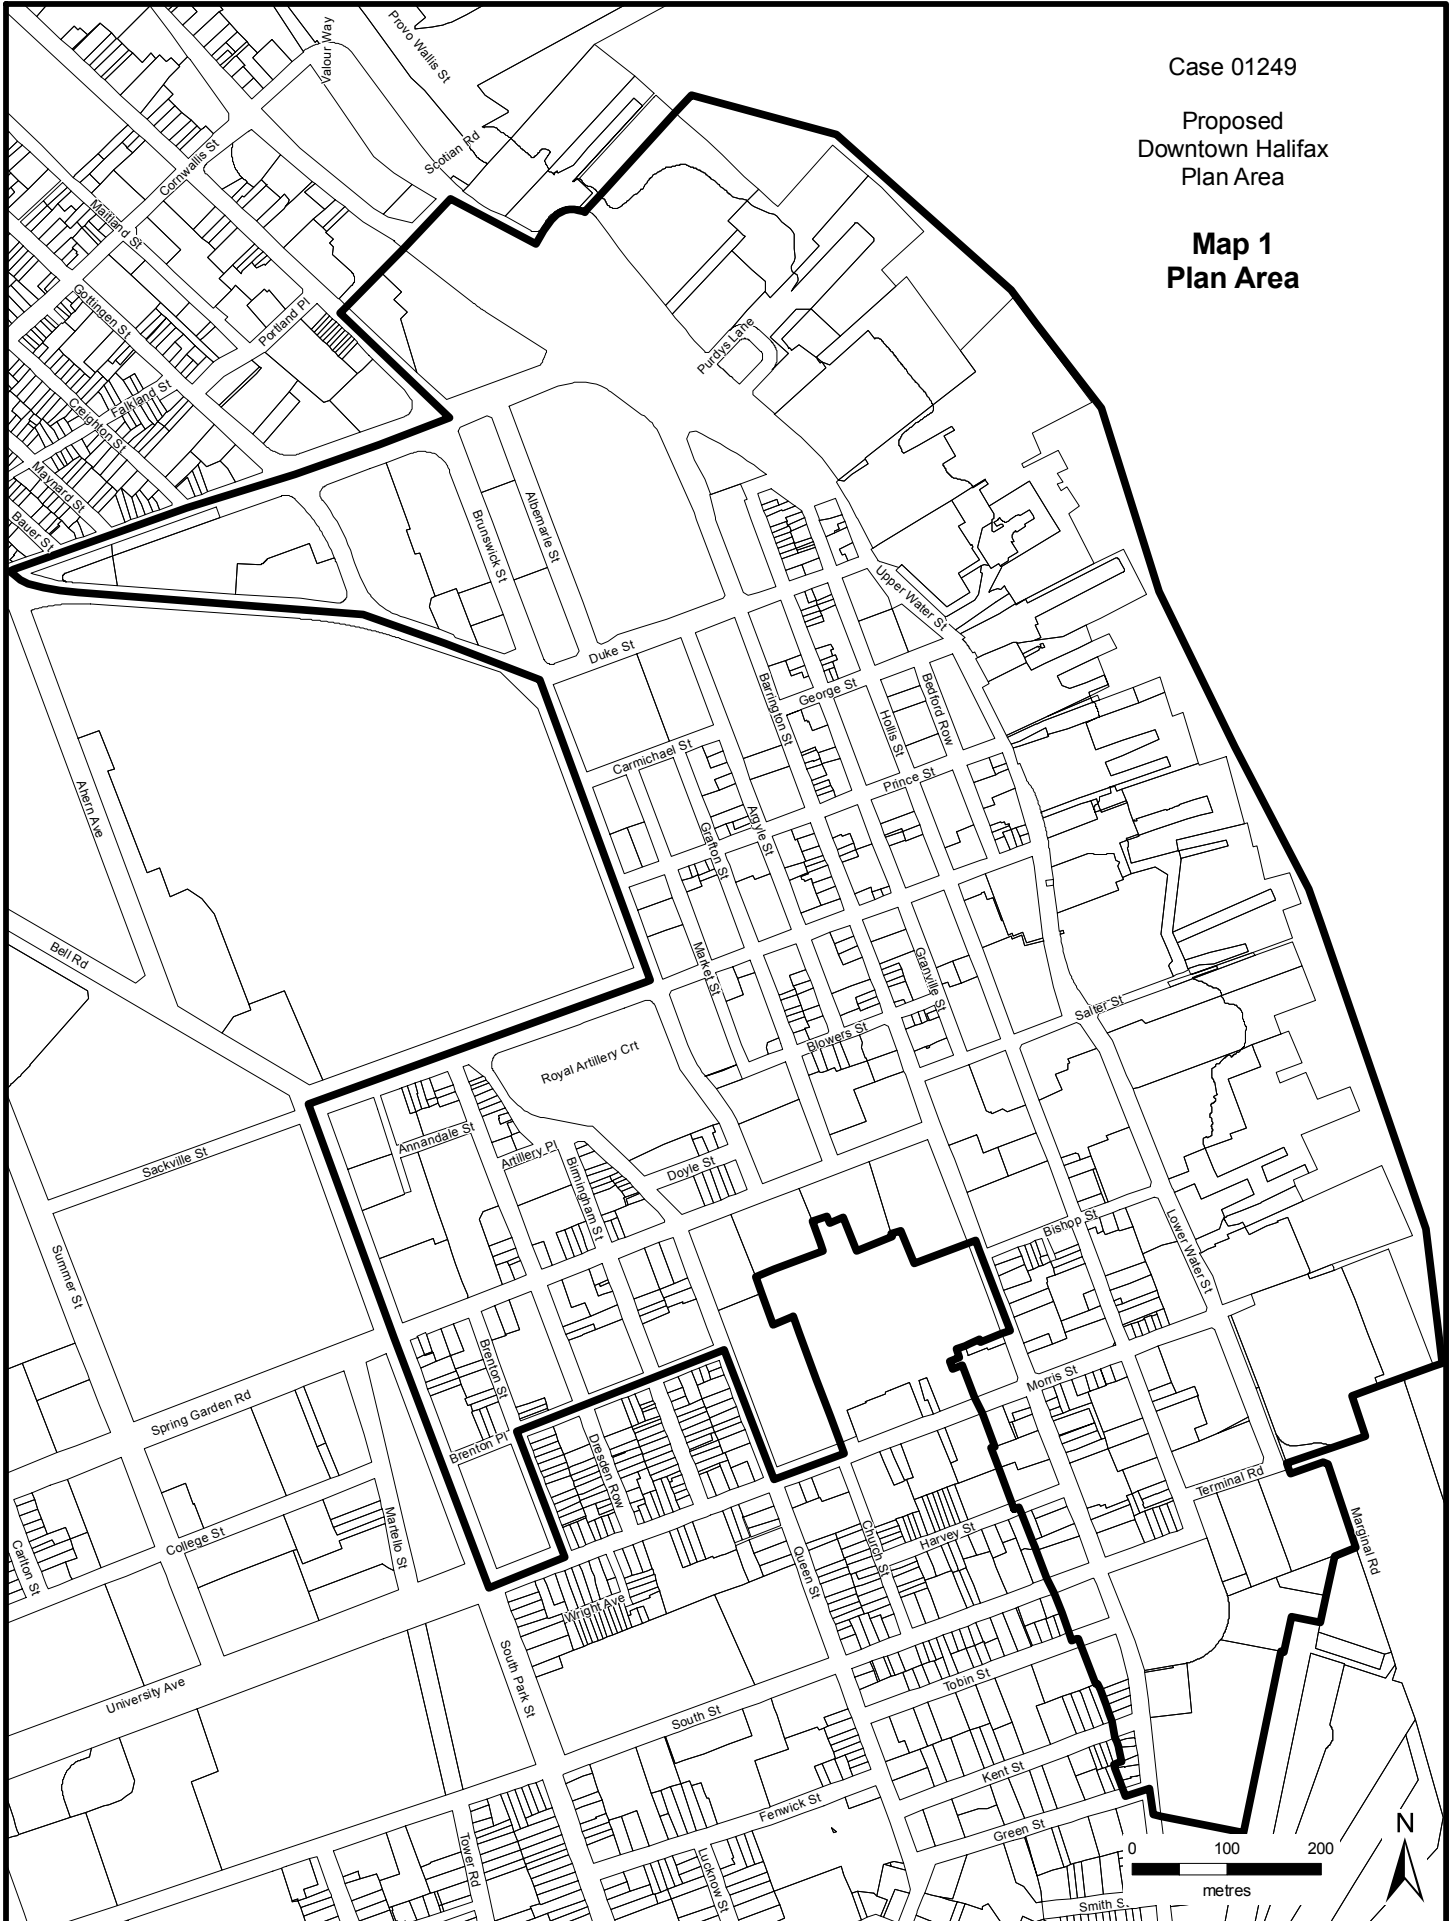 Case 01249
Proposed
Downtown Halifax
Plan Area
Map 1
Plan Area
Valour Way
Provo Wallis St
Scotian Rd
Cornwallis St
Maitland St
Gottingen St
Portland Pl
Falkland St
Creighton St
Maynard St
Bauer St
Purdys Lane
Brunswick St
Albemarle St
Upper Water St
Duke St
George St
Barrington St
Hollis St
Bedford Row
Carmichael St
Prince St
Ahern Ave
Argyle St
Grafton St
Bell Rd
Market St
Granville St
Salter St
Blowers St
Royal Artillery Crt
Annandale St
Artillery Pl
Birmingham St
Doyle St
Sackville St
Bishop St
Lower Water St
Summer St
Brenton St
Morris St
Spring Garden Rd
Brenton Pl
Dresden Row
Terminal Rd
Marginal Rd
College St
Martello St
Carlton St
Queen St
Church St
Harvey St
Wright Ave
South Park St
Tobin St
University Ave
South St
Kent St
Fenwick St
Green St
Tower Rd
Lucknow St
Smith S
N
0 100 200
metres